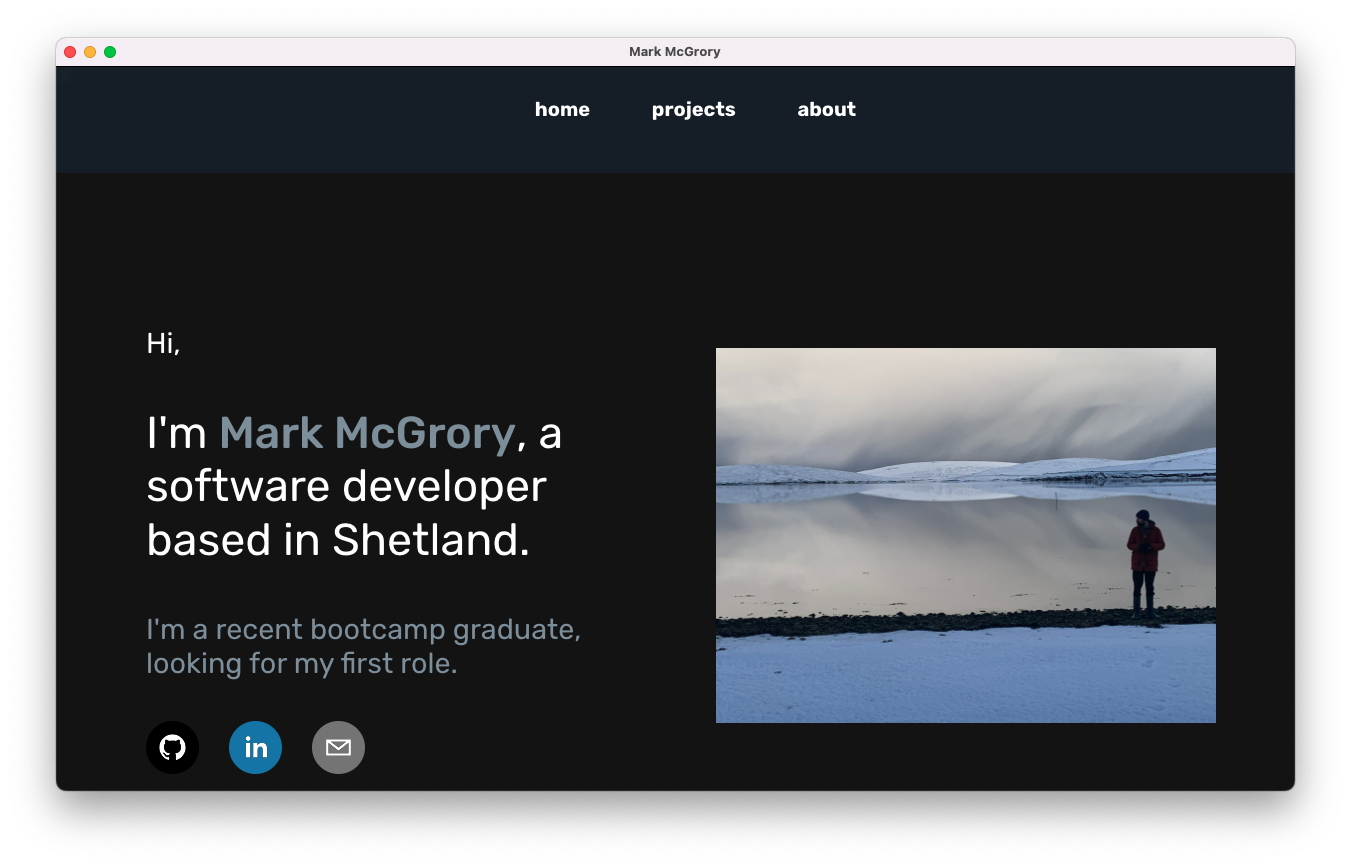 Mark McGrory
home projects about
Hi,
I'm Mark McGrory, a
software developer
based in Shetland.
I'm a recent bootcamp graduate,
looking for my first role.
in